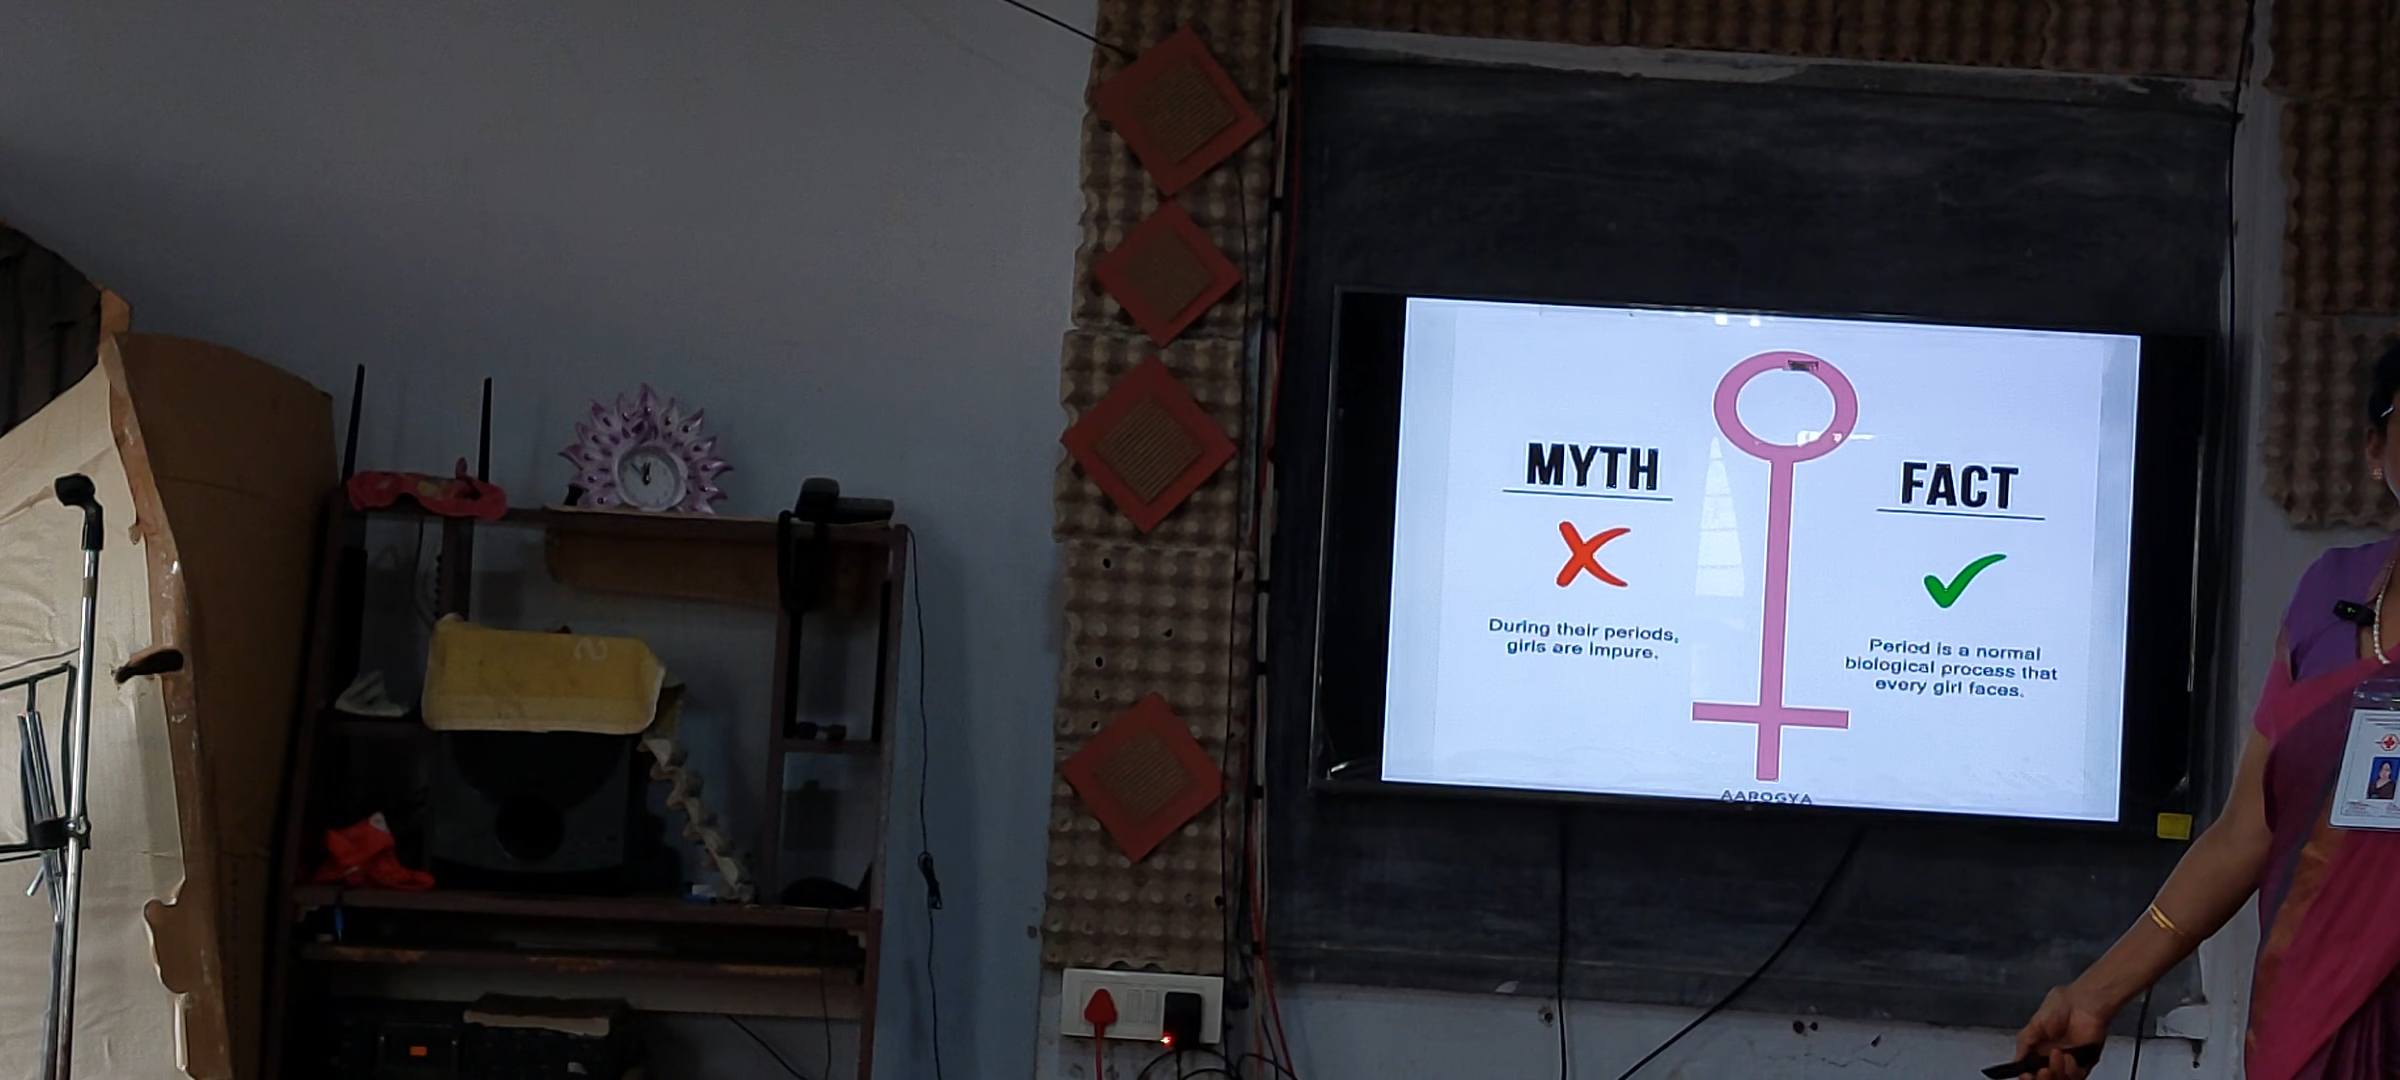 MYTH
During their periods,
girls are impure.
FACT
Period is a normal
biological process that
every girl faces.
AAROGYA